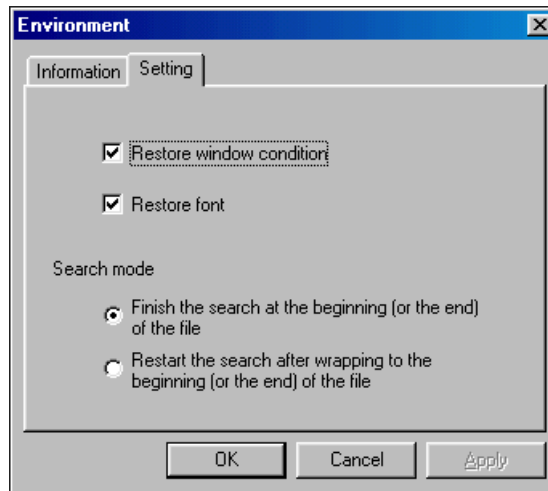 Environment
Information Setting
Restore window condition
Restore font
Search mode
Finish the search at the beginning (or the end)
of the file
Restart the search after wrapping to the
beginning (or the end) of the file
OK Cancel Apply